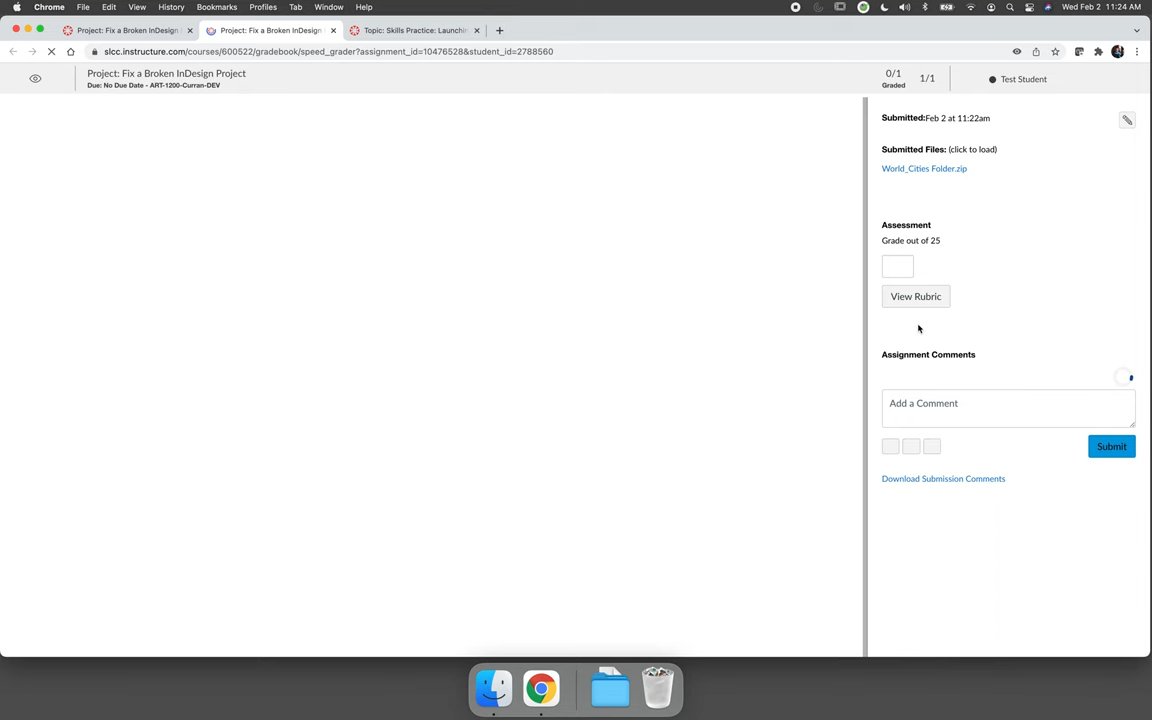 Chrome File Edit View History Bookmarks Profiles Tab Window Help Wed Feb 2 11:24 AM
Project: Fix a Broken InDesign Project: Fix a Broken InDesign Topic: Skills Practice: Launchin
slcc.instructure.com/courses/600522/gradebook/speed_grader?assignment_id=10476528&student_id=2788560
Project: Fix a Broken InDesign Project
Due: No Due Date - ART-1200-Curran-DEV
0/1
Graded
1/1
Test Student
Submitted:Feb 2 at 11:22am
Submitted Files: (click to load)
World_Cities Folder.zip
Assessment
Grade out of 25
View Rubric
Assignment Comments
Add a Comment
Submit
Download Submission Comments